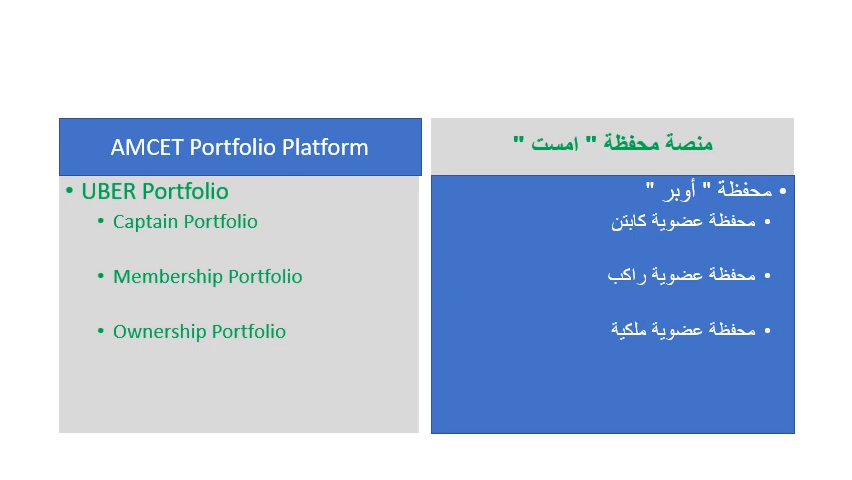 AMCET Portfolio Platform
• UBER Portfolio
• Captain Portfolio
• Membership Portfolio
• Ownership Portfolio
منصة محفظة " امست "
• محفظة " أوبر "
• محفظة عضوية كابتن
• محفظة عضوية راكب
• محفظة عضوية ملكية